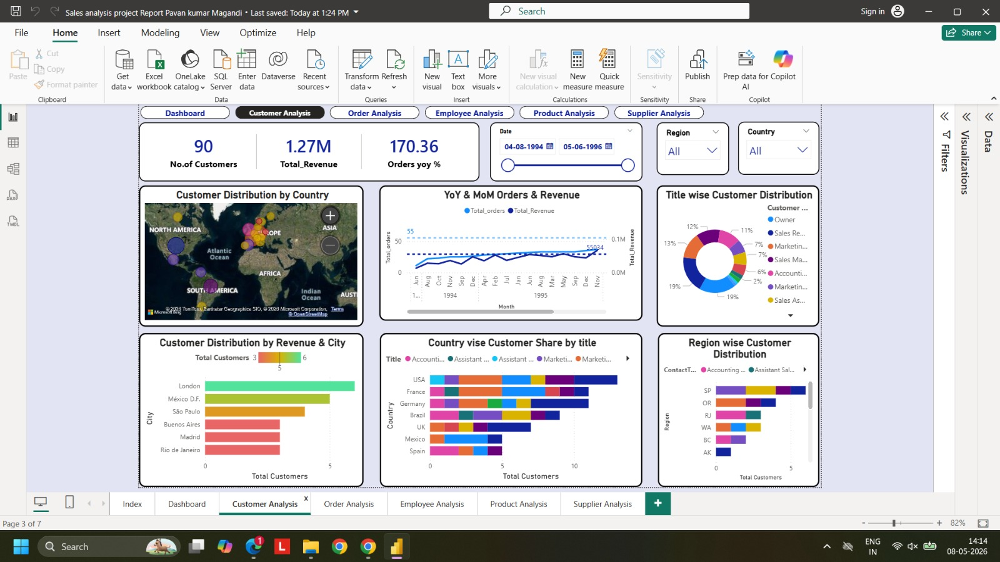 Sales analysis project Report Pavan kumar Magandi • Last saved: Today at 1:24 PM
Search
Sign in
File Home Insert Modeling View Optimize Help
Share
Paste
Cut
Copy
Format painter
Clipboard
Get data
Excel workbook
OneLake catalog
SQL Server
Enter data
Dataverse
Recent sources
Data
Transform data
Refresh
Queries
New visual
Text box
More visuals
Insert
New visual calculation
New measure
Quick measure
Calculations
Sensitivity
Sensitivity
Publish
Share
Prep data for AI
Copilot
Copilot
Dashboard Customer Analysis Order Analysis Employee Analysis Product Analysis Supplier Analysis
90
No.of Customers
1.27M
Total_Revenue
170.36
Orders yoy %
Date
04-08-1994 05-06-1996
Region
All
Country
All
Filters
Visualizations
Data
DAX
TMDL
Customer Distribution by Country
NORTH AMERICA
OPE
ASIA
Atlantic
Ocean
AFRICA
SOUTH AMERICA
Indian
Ocean
AUST
Microsoft Bing
© 2026 TomTom, Earthstar Geographics SIO, © 2026 Microsoft Corporation, Terms
© OpenStreetMap
YoY & MoM Orders & Revenue
Total_orders Total_Revenue
Total_orders
50
0
55
55034
0.1M
0.0M
Total_Revenue
Jun Aug Oct Nov Sep Dec Apr Feb Jul Jan Jun Aug Mar May Sep Dec Nov
1... 1994 1995
Month
Title wise Customer Distribution
Customer ...
Owner
Sales Re...
Marketin...
Sales Ma...
Accounti...
Marketin...
Sales As...
12%
11%
13%
7%
7%
6%
2%
19%
19%
Customer Distribution by Revenue & City
Total Customers 3 6
5
City
London
México D.F.
São Paulo
Buenos Aires
Madrid
Rio de Janeiro
0 5
Total Customers
Country vise Customer Share by title
Title Accounti... Assistant ... Assistant ... Marketi... Marketi...
Country
USA
France
Germany
Brazil
UK
Mexico
Spain
0 5 10
Total Customers
Region wise Customer
Distribution
ContactT... Accounting ... Assistant Sal...
Region
SP
OR
RJ
WA
BC
AK
0 5
Total Customers
Index Dashboard Customer Analysis x Order Analysis Employee Analysis Product Analysis Supplier Analysis +
Page 3 of 7
- + 82%
Search
1
L
ENG
IN
14:14
08-05-2026